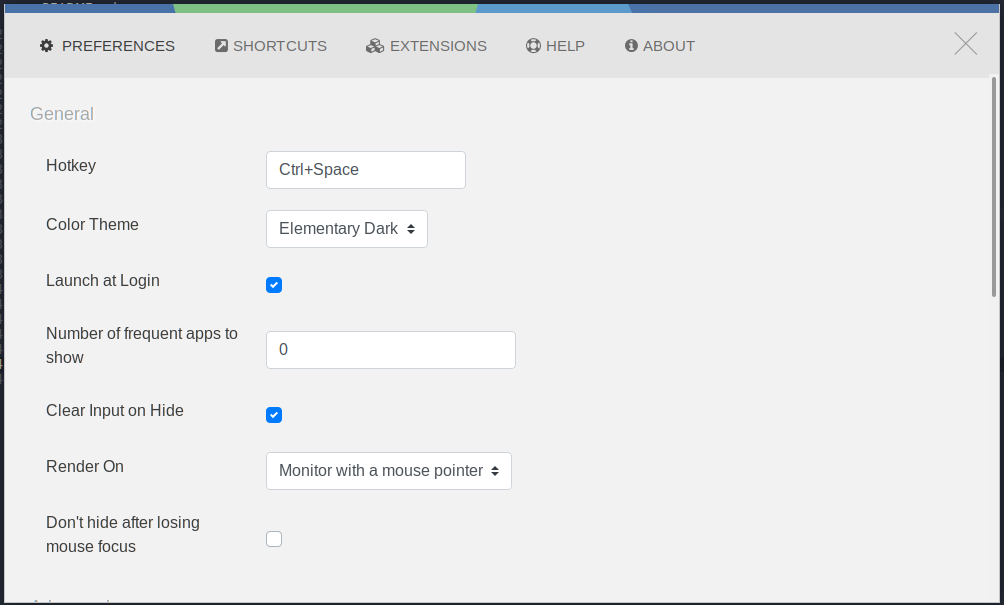 PREFERENCES SHORTCUTS EXTENSIONS HELP ABOUT
General
Hotkey Ctrl+Space
Color Theme Elementary Dark
Launch at Login
Number of frequent apps to
show
0
Clear Input on Hide
Render On Monitor with a mouse pointer
Don't hide after losing
mouse focus